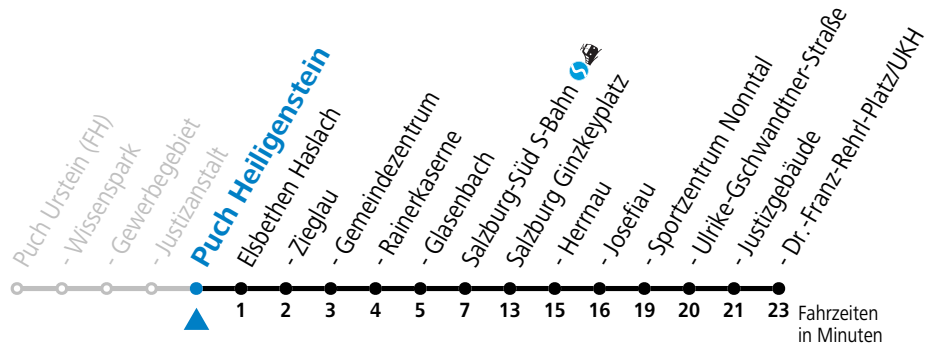 Puch Urstein (FH)
- Wissenspark
- Gewerbegebiet
- Justizanstalt
Puch Heiligenstein
Elsbethen Haslach
- Zieglau
- Gemeindezentrum
- Rainerkaserne
- Glasenbach
Salzburg-Süd S-Bahn
Salzburg Ginzkeyplatz
- Herrnau
- Josefiau
- Sportzentrum Nonntal
- Ulrike-Gschwandtner-Straße
- Justizgebäude
- Dr.-Franz-Rehrl-Platz/UKH
1 2 3 4 5 7 13 15 16 19 20 21 23
Fahrzeiten
in Minuten